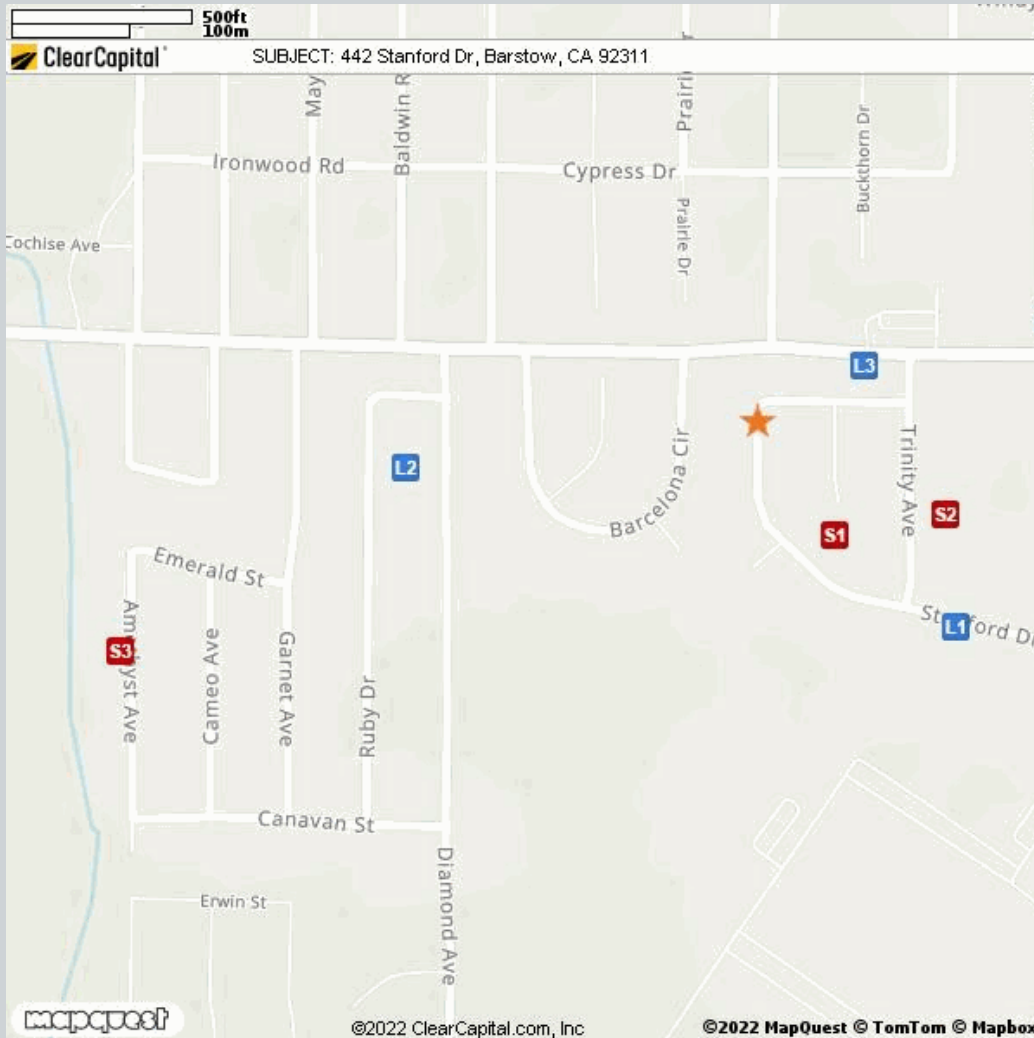 500ft
100m
ClearCapital
SUBJECT: 442 Stanford Dr, Barstow, CA 92311
May
Baldwin R
Prairi
Buckthorn Dr
Ironwood Rd
Cypress Dr
Prairie Dr
Cochise Ave
L3
L2
Barcelona Cir
Trinity Ave
S2
S1
Emerald St
Stanford Dr
L1
S3
Amethyst Ave
Cameo Ave
Garnet Ave
Ruby Dr
Canavan St
Diamond Ave
Erwin St
mapquest
©2022 ClearCapital.com, Inc
©2022 MapQuest © TomTom © Mapbox